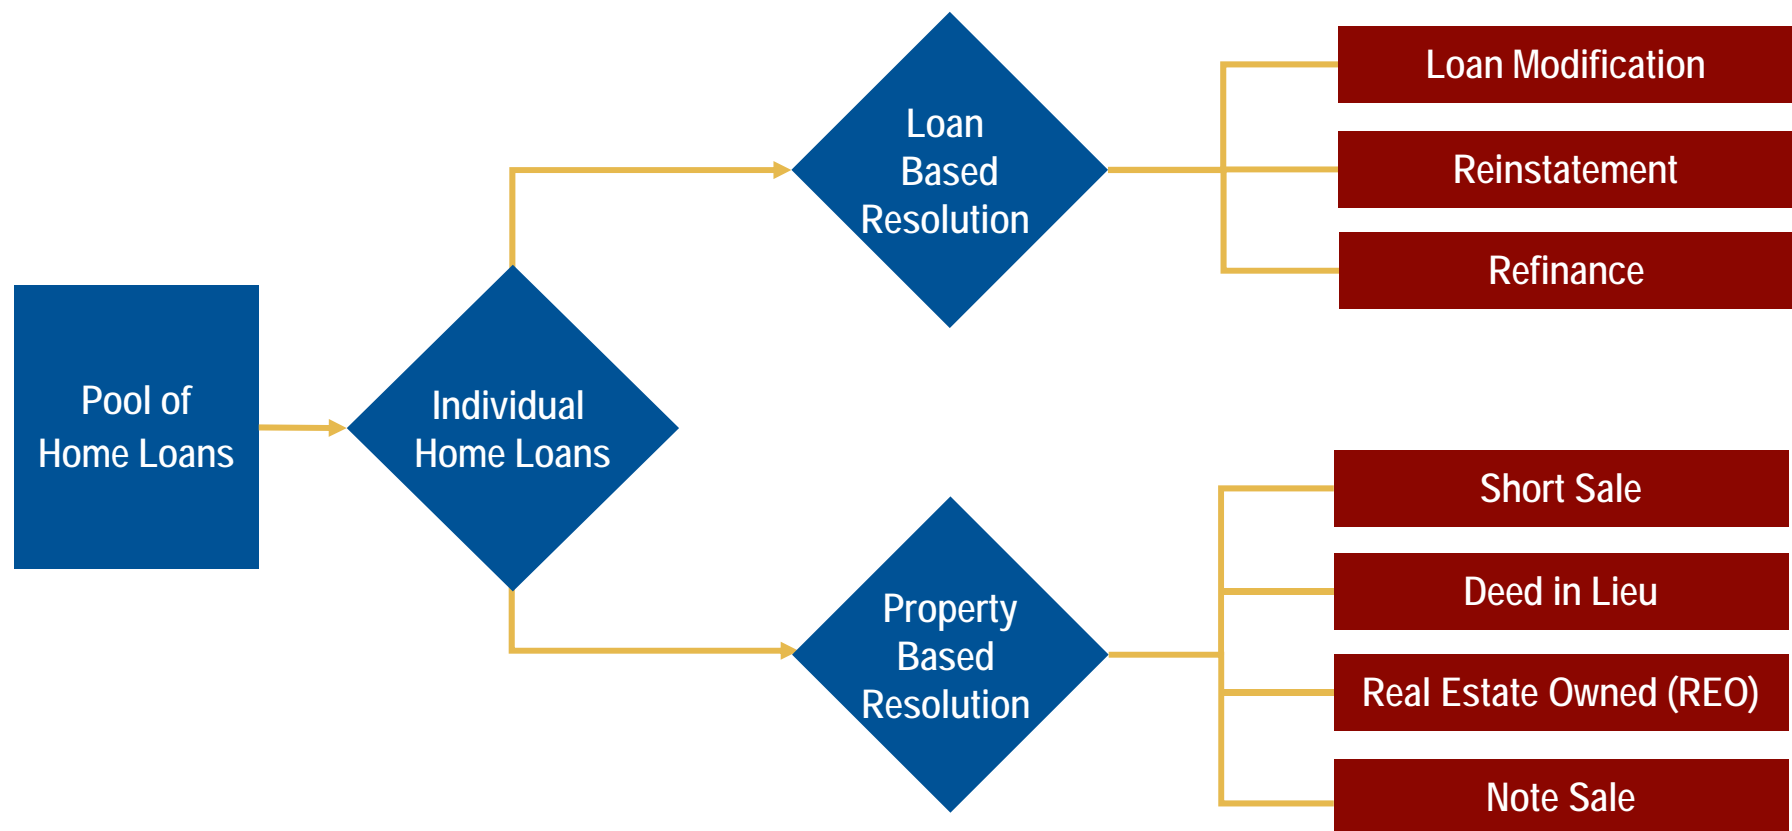 Pool of
Home Loans
Individual
Home Loans
Loan
Based
Resolution
Loan Modification
Reinstatement
Refinance
Property
Based
Resolution
Short Sale
Deed in Lieu
Real Estate Owned (REO)
Note Sale